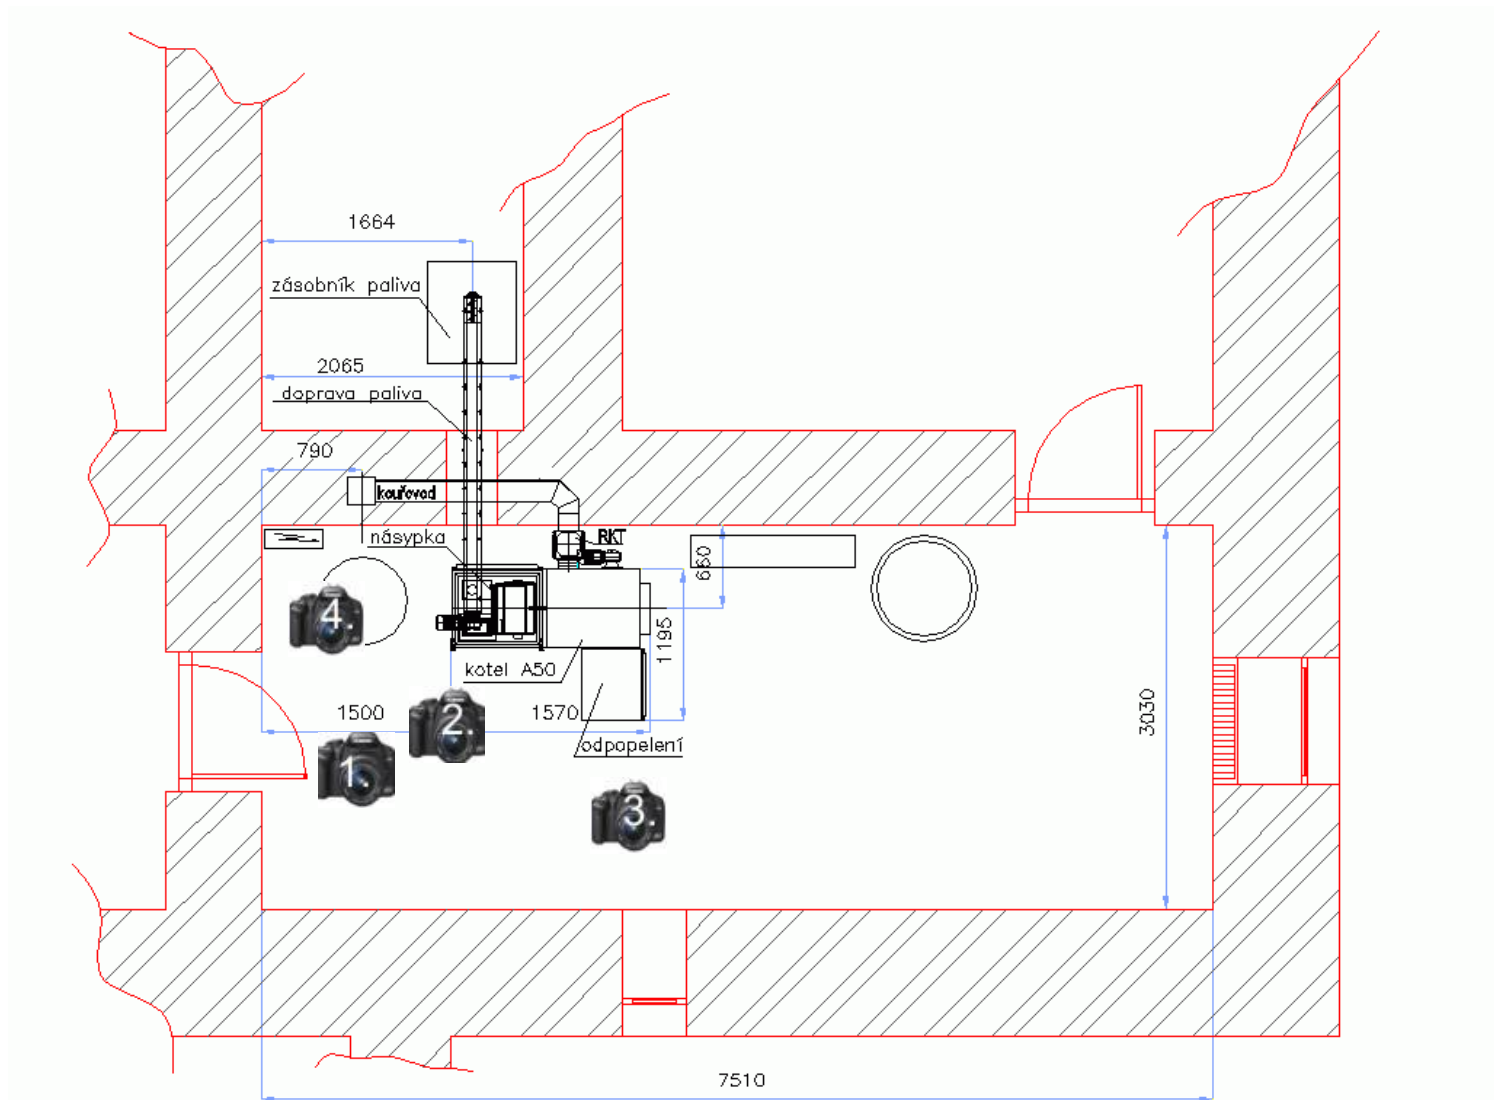 1664
zásobník paliva
2065
doprava paliva
790
kouřovod
násypka
RKT
660
1195
4.
kotel A50
2.
1500
1570
3030
odpopelení
1.
3.
7510